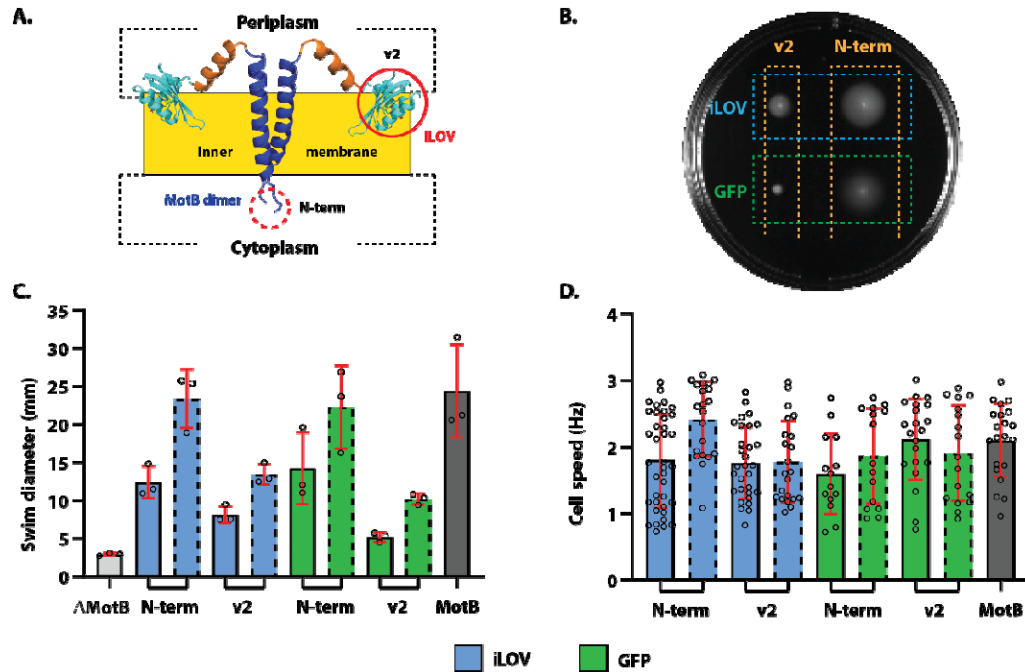 A.
Periplasm
v2
iLOV
Inner membrane
MotB dimer
N-term
Cytoplasm
B.
v2 N-term
iLOV
GFP
C.
Swim diameter (mm)
35
30
25
20
15
10
5
0
ΔMotB N-term v2 N-term v2 MotB
D.
Cell speed (Hz)
4
3
2
1
0
N-term v2 N-term v2 MotB
iLOV GFP